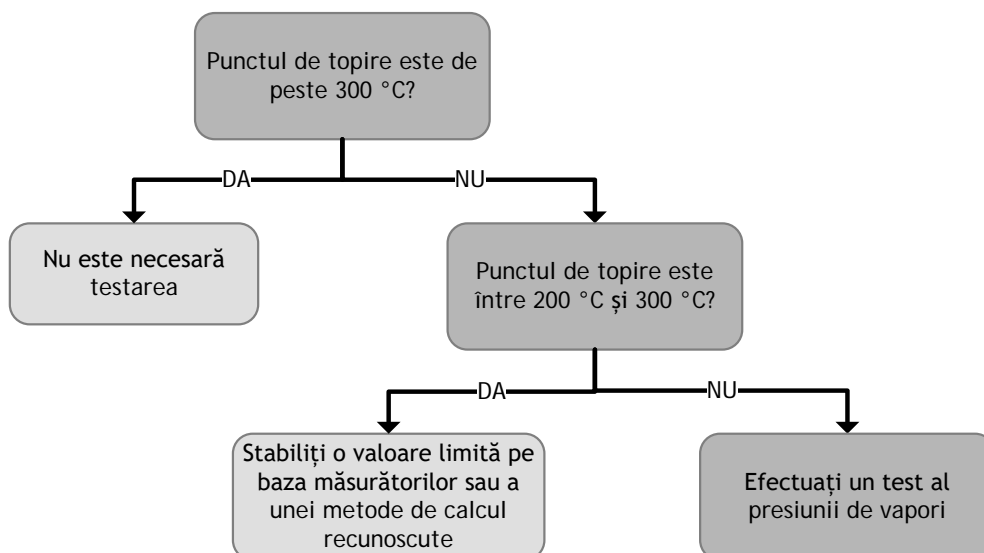 Punctul de topire este de
peste 300 °C?
DA
NU
Nu este necesară
testarea
Punctul de topire este
între 200 °C și 300 °C?
DA
NU
Stabiliți o valoare limită pe
baza măsurătorilor sau a
unei metode de calcul
recunoscute
Efectuați un test al
presiunii de vapori